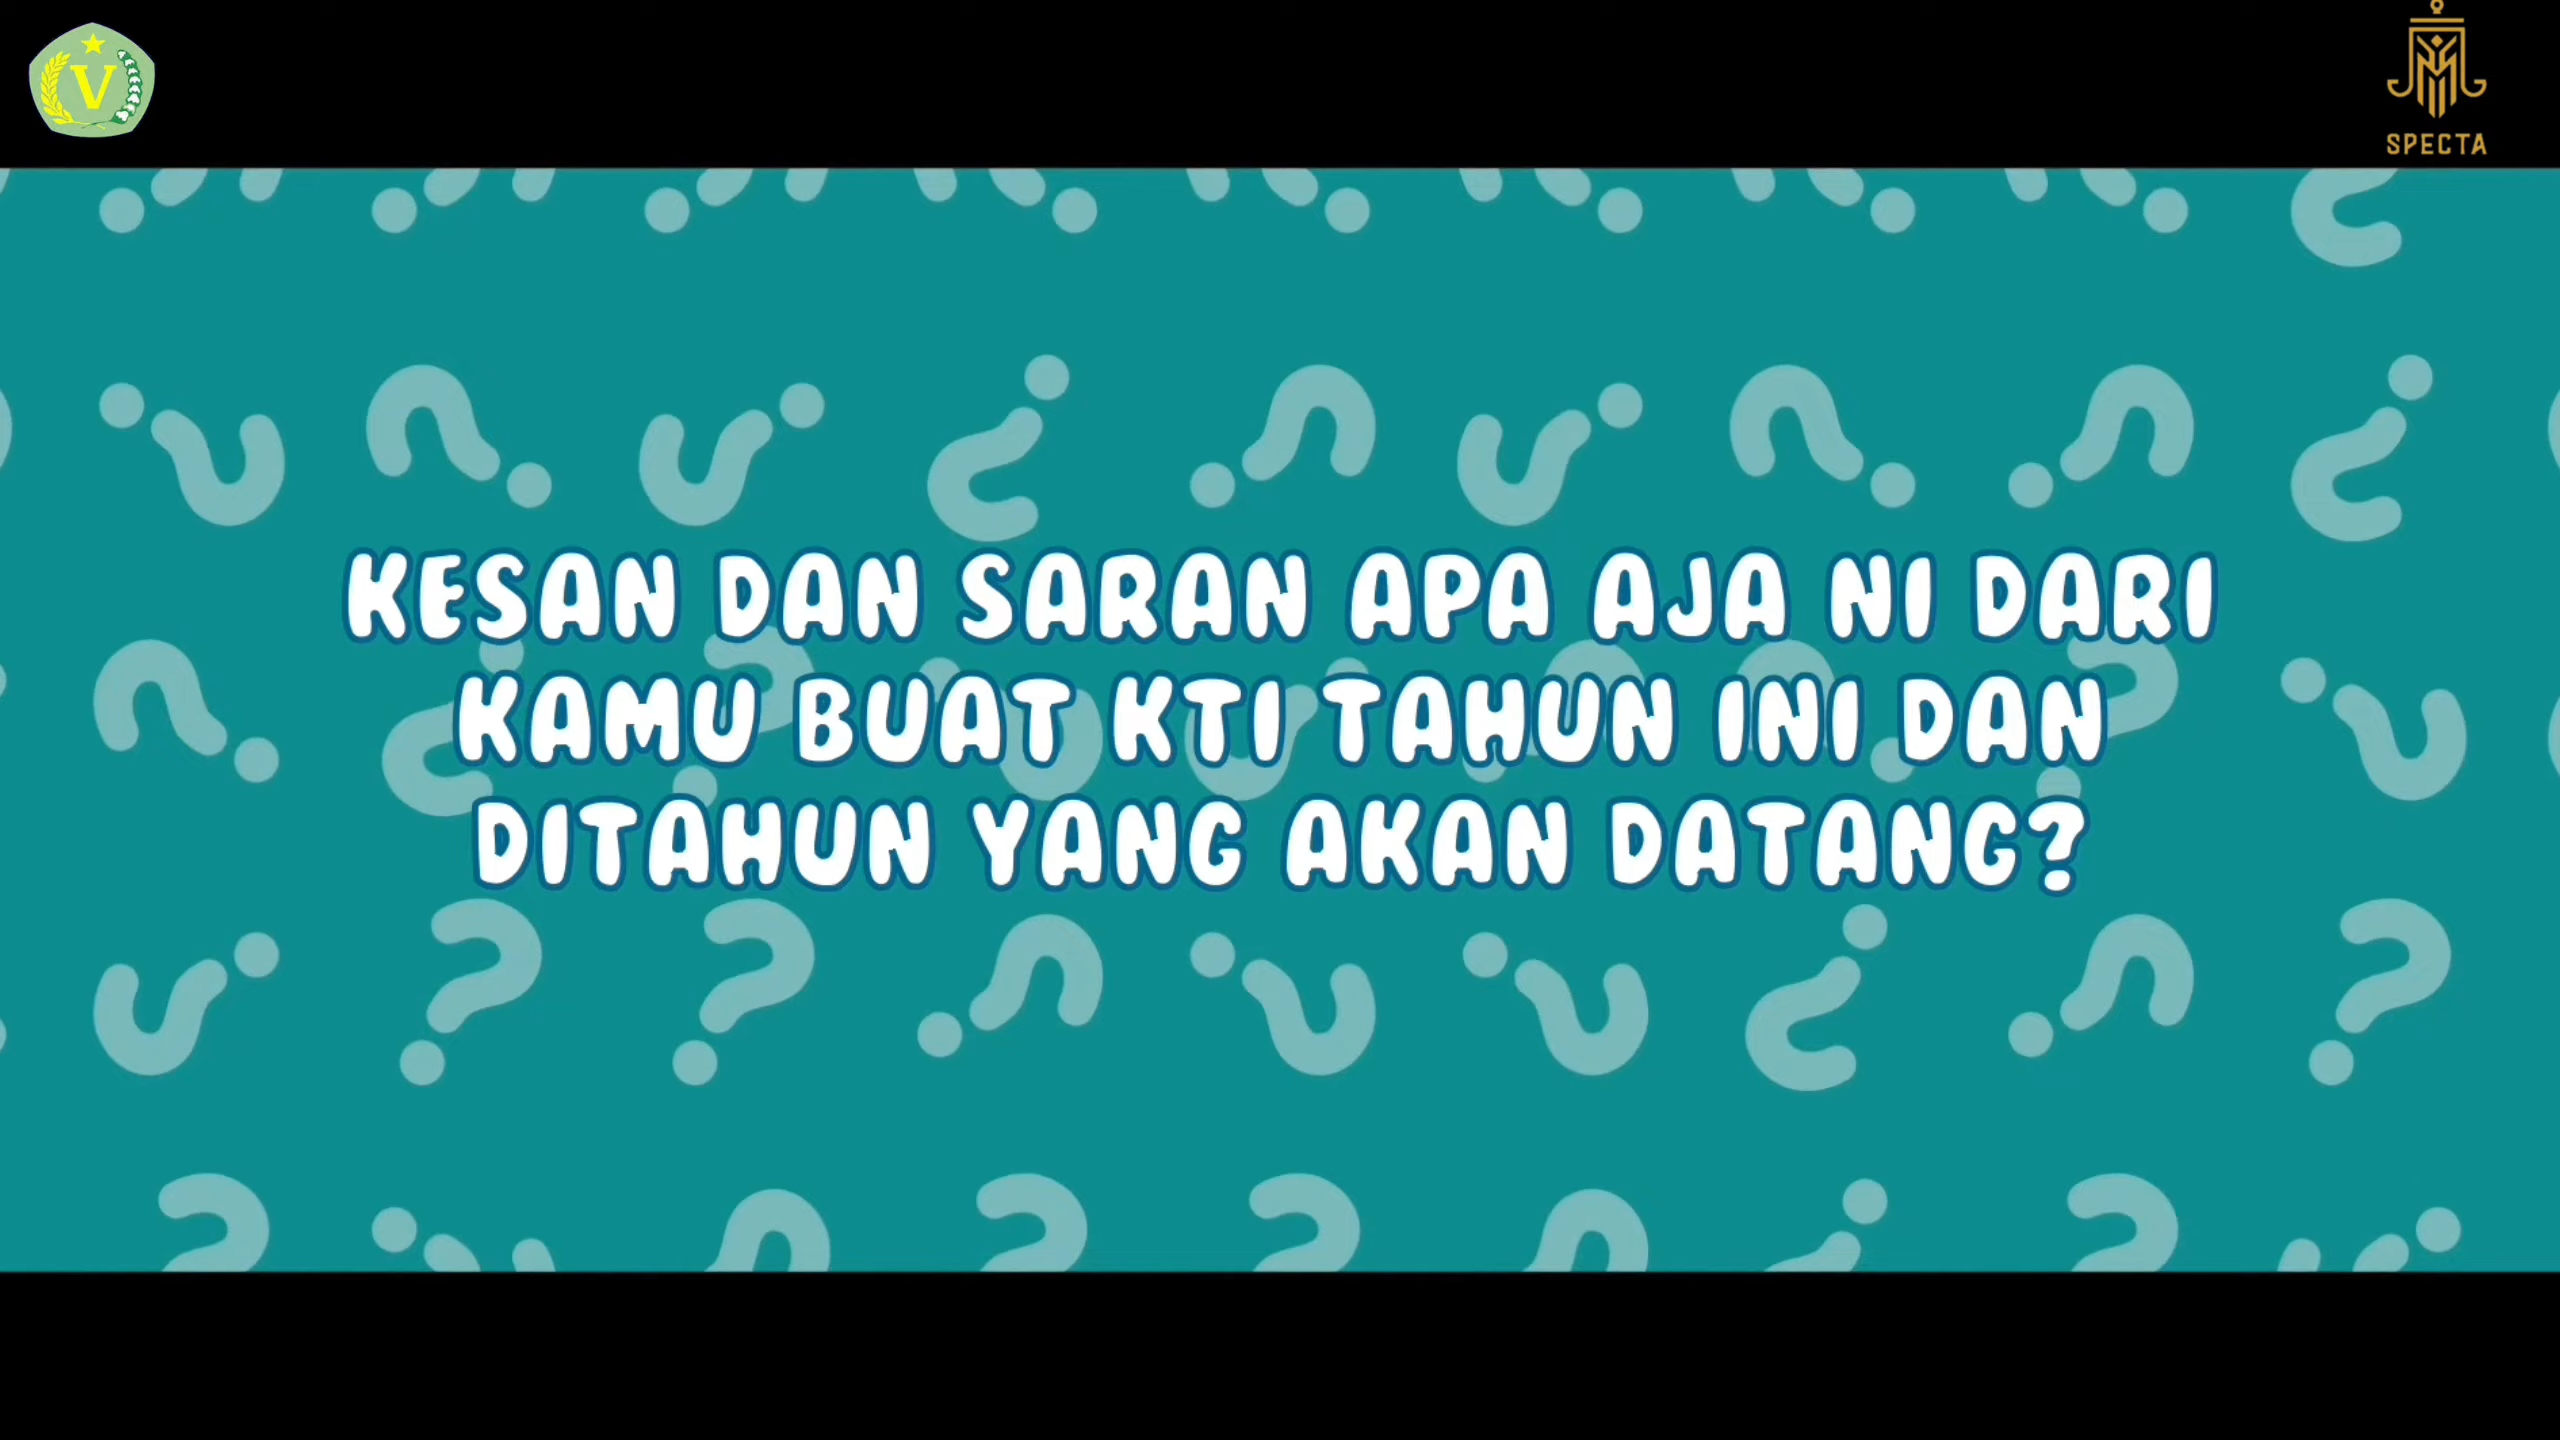 V
SPECTA
KESAN DAN SARAN APA AJA NI DARI
KAMU BUAT KTI TAHUN INI DAN
DITAHUN YANG AKAN DATANG?